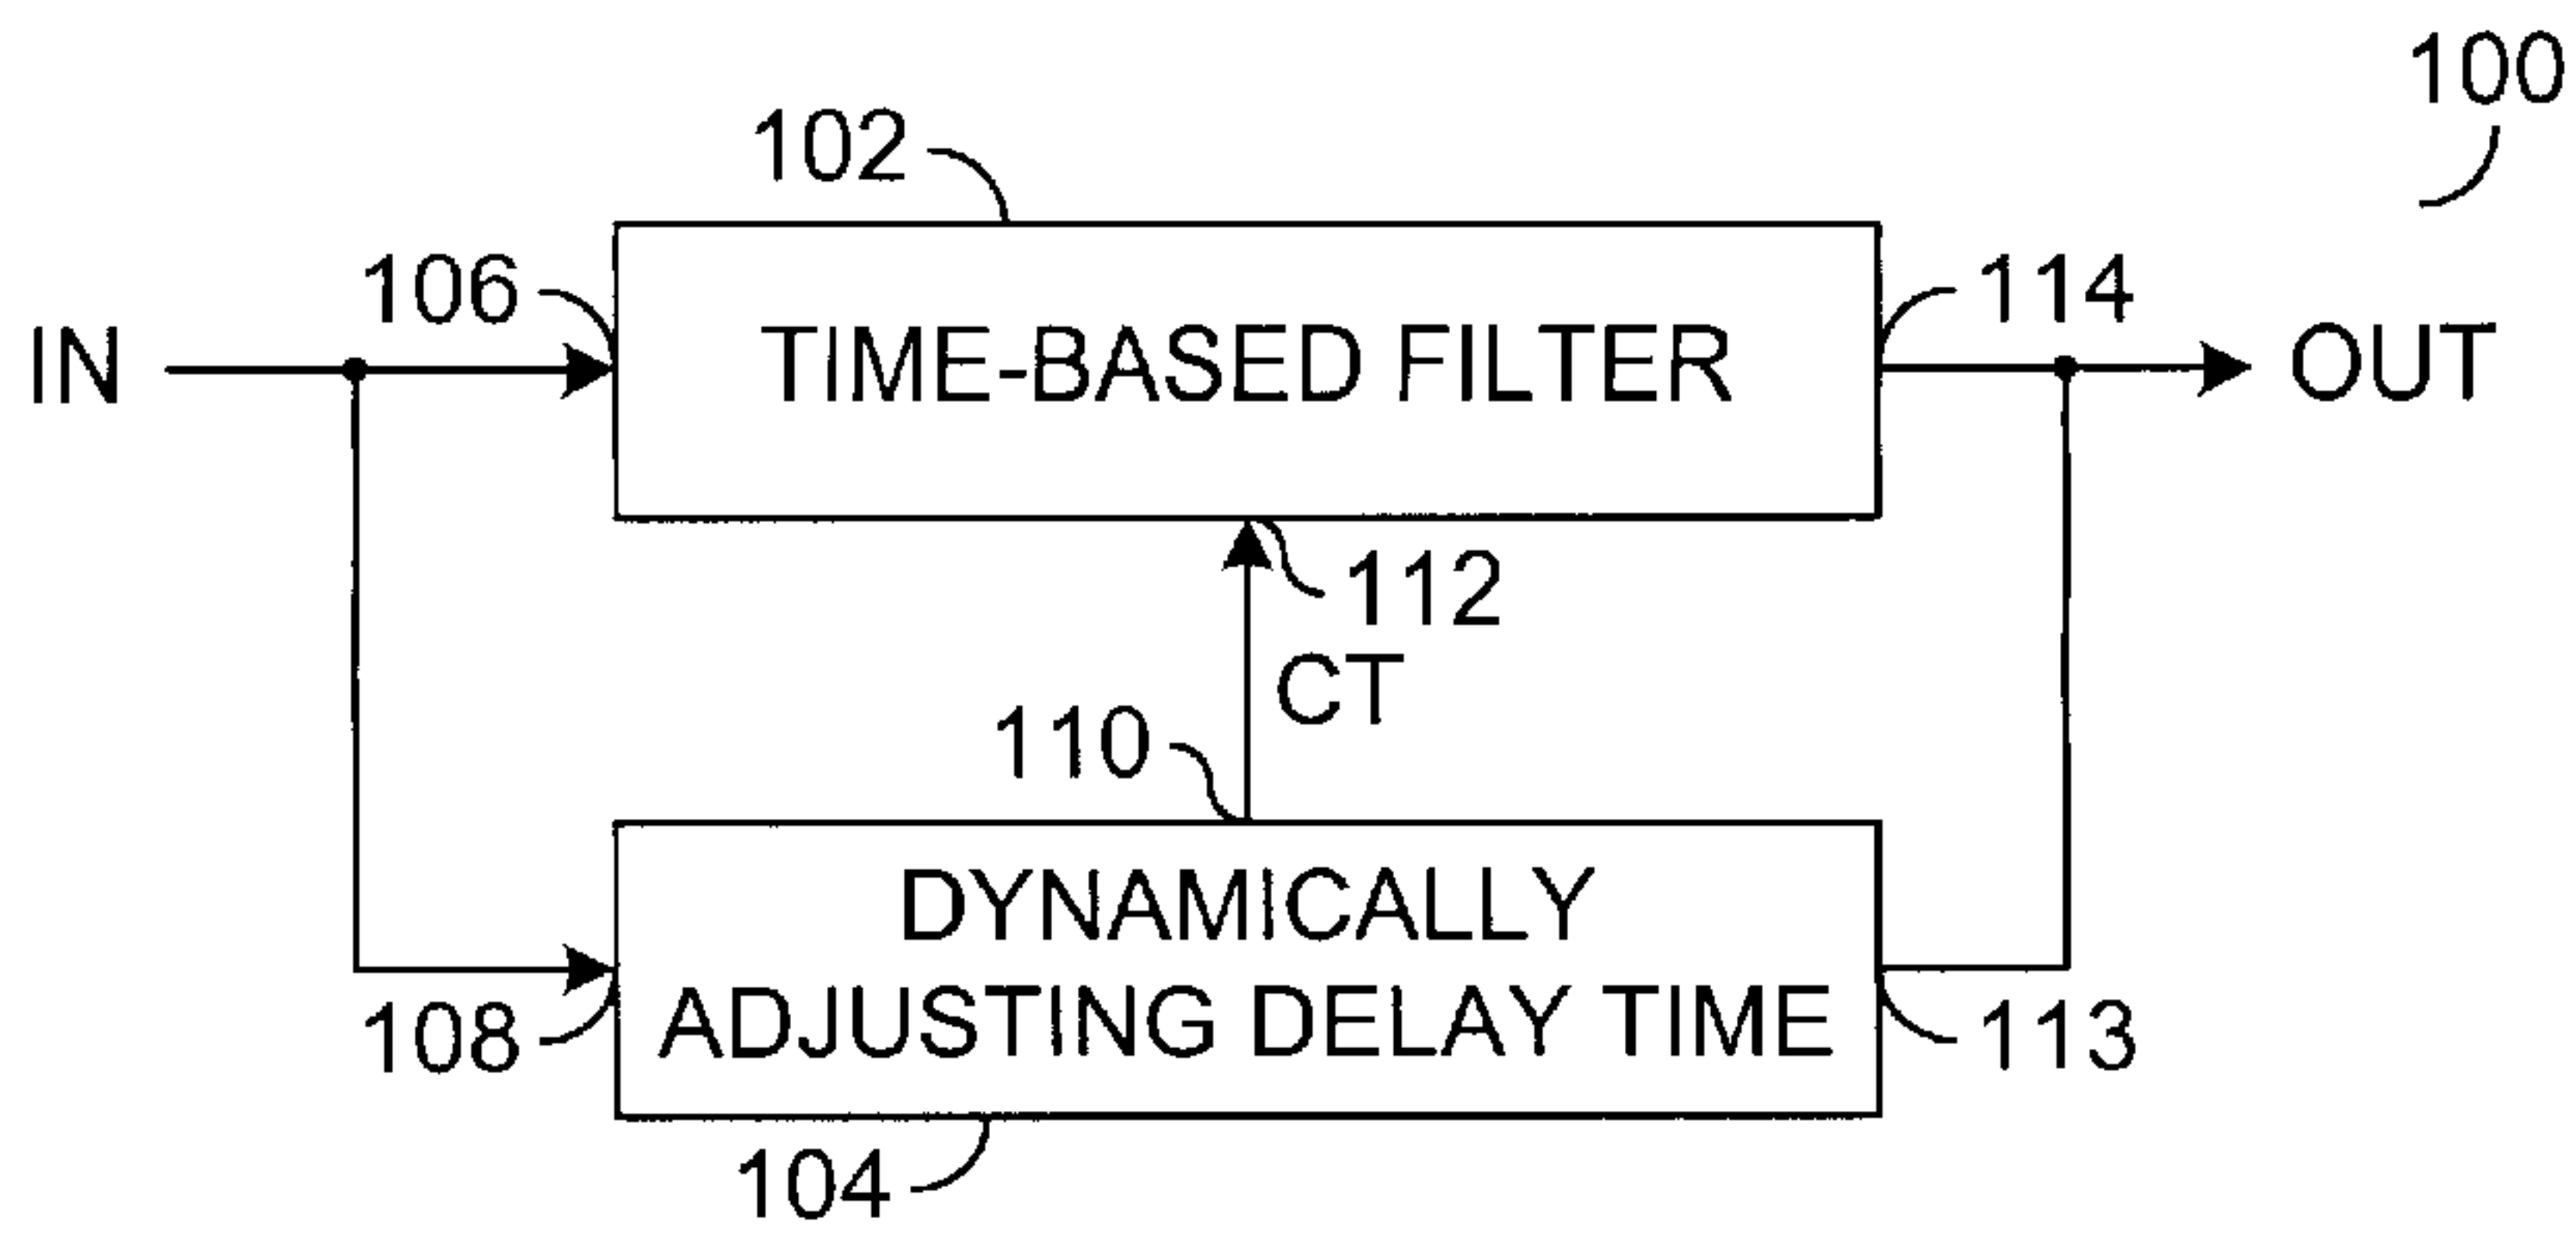 100
102
106
114
IN
TIME-BASED FILTER
OUT
112
CT
110
DYNAMICALLY
ADJUSTING DELAY TIME
108
113
104